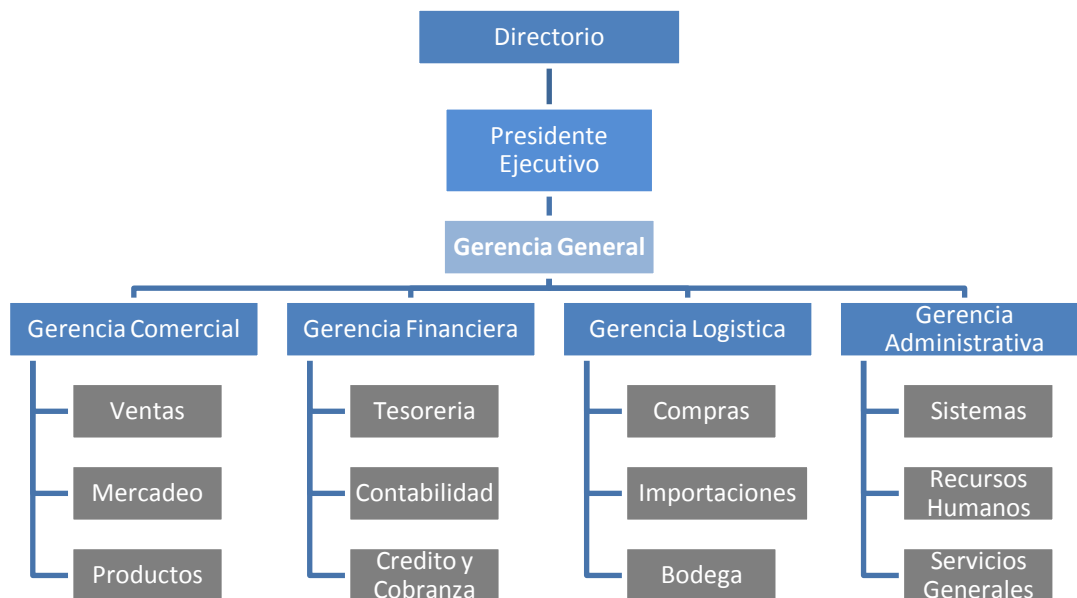 Directorio
Presidente
Ejecutivo
Gerencia General
Gerencia Comercial
Gerencia Financiera
Gerencia Logistica
Gerencia
Administrativa
Ventas
Tesoreria
Compras
Sistemas
Mercadeo
Contabilidad
Importaciones
Recursos
Humanos
Productos
Credito y
Cobranza
Bodega
Servicios
Generales